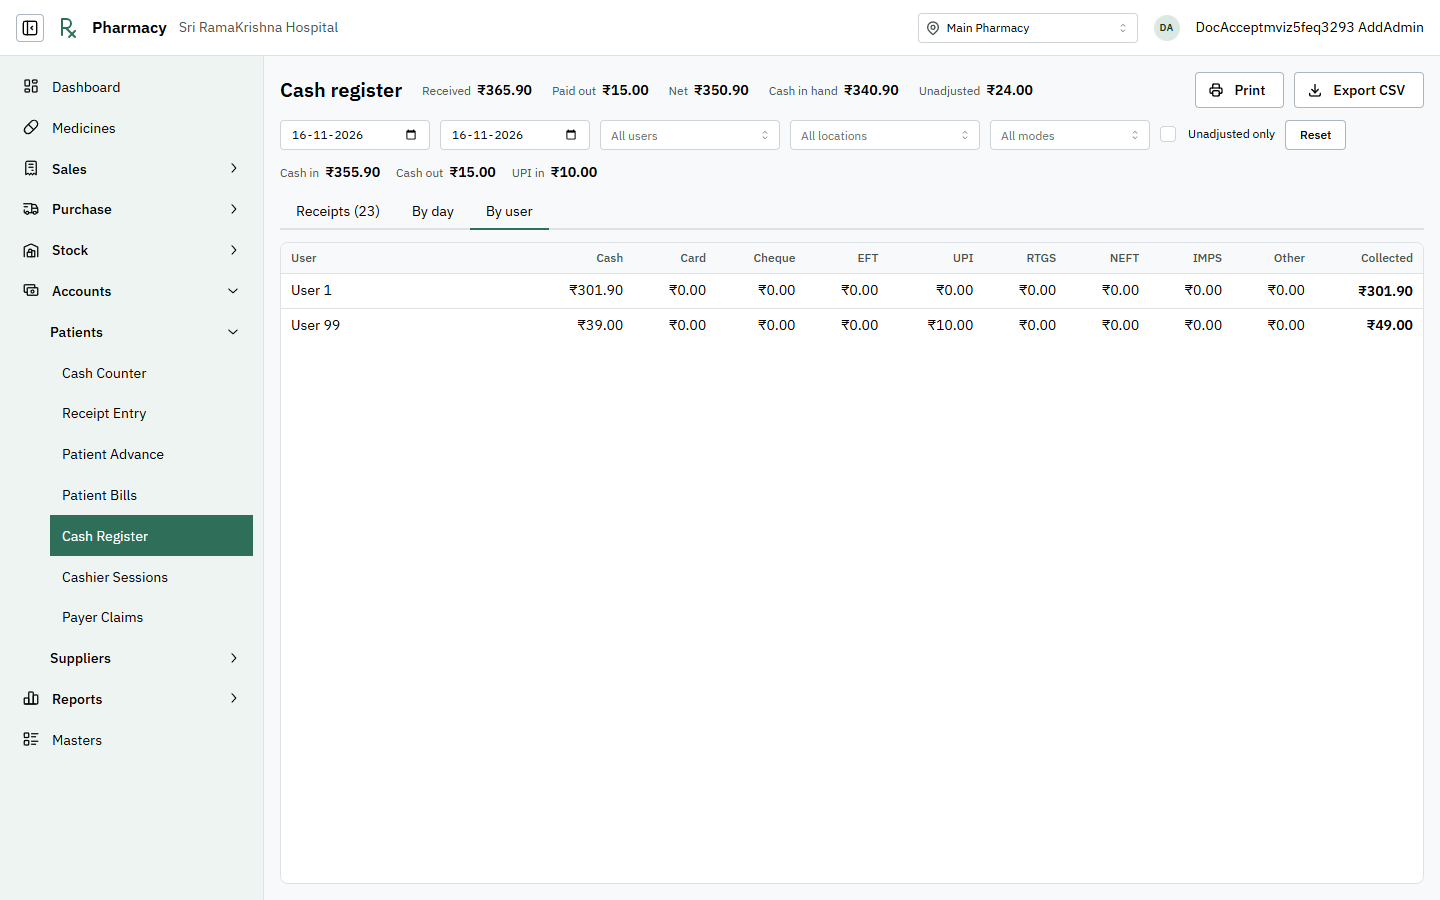 Pharmacy Sri RamaKrishna Hospital Main Pharmacy DA DocAcceptmviz5feq3293 AddAdmin
Dashboard
Medicines
Sales
Purchase
Stock
Accounts
Patients
Cash Counter
Receipt Entry
Patient Advance
Patient Bills
Cash Register
Cashier Sessions
Payer Claims
Suppliers
Reports
Masters
Cash register Received ₹365.90 Paid out ₹15.00 Net ₹350.90 Cash in hand ₹340.90 Unadjusted ₹24.00 Print Export CSV
16-11-2026 16-11-2026 All users All locations All modes Unadjusted only Reset
Cash in ₹355.90 Cash out ₹15.00 UPI in ₹10.00
Receipts (23) By day By user
User Cash Card Cheque EFT UPI RTGS NEFT IMPS Other Collected
User 1 ₹301.90 ₹0.00 ₹0.00 ₹0.00 ₹0.00 ₹0.00 ₹0.00 ₹0.00 ₹0.00 ₹301.90
User 99 ₹39.00 ₹0.00 ₹0.00 ₹0.00 ₹10.00 ₹0.00 ₹0.00 ₹0.00 ₹0.00 ₹49.00